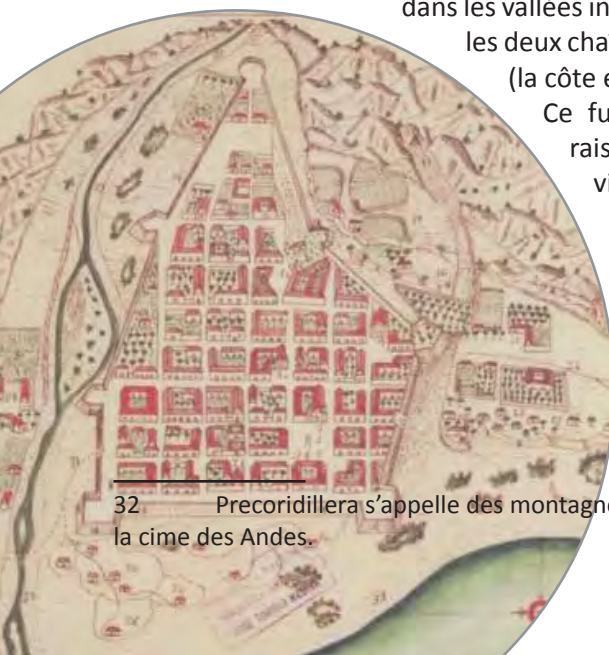 dans les vallées in
les deux chaî
(la côte e
Ce fu
rais
vi
32 Precoridillera s’appelle des montagne
la cime des Andes.